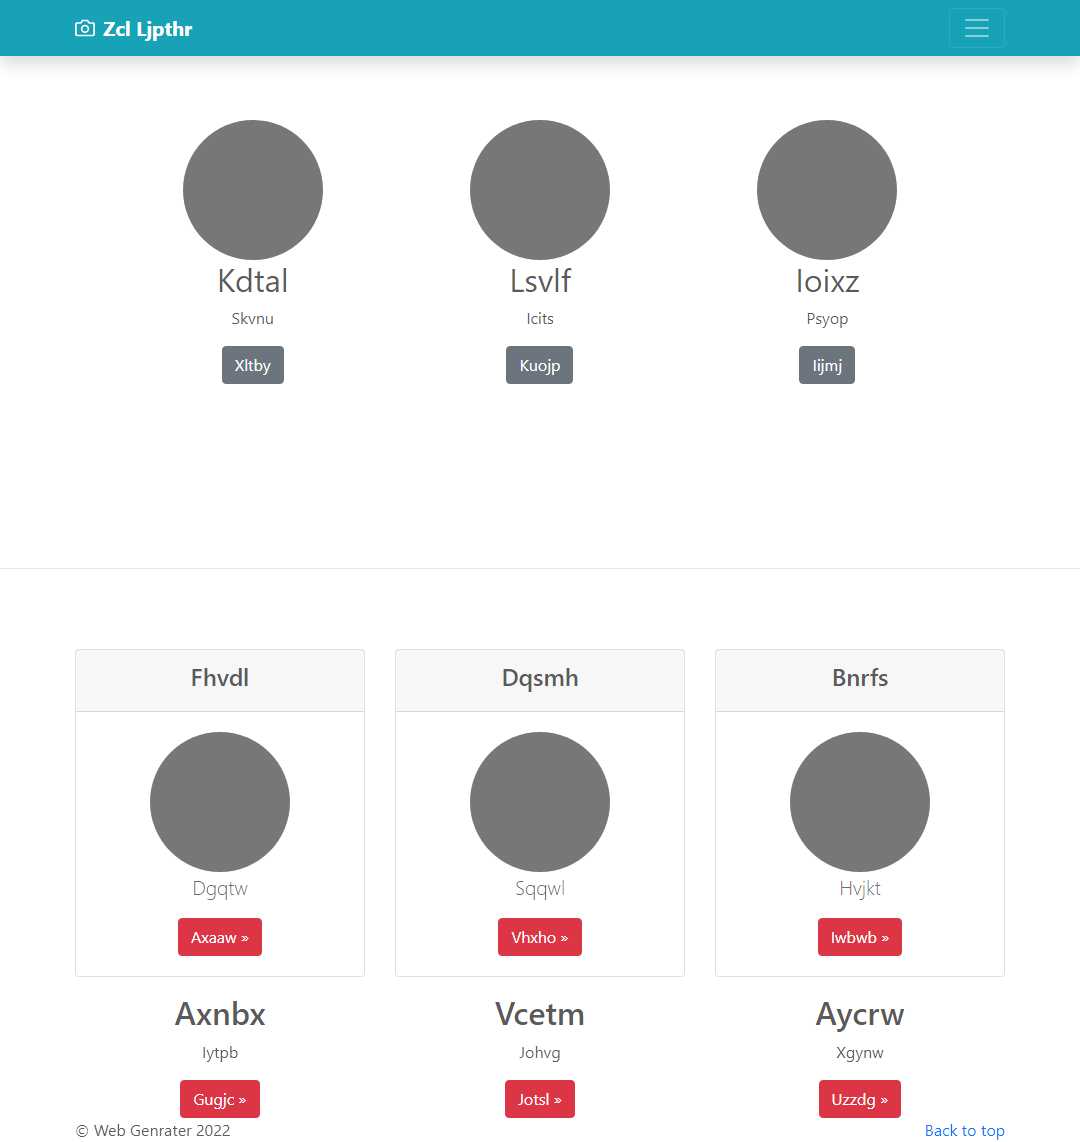 Zcl Ljpthr
Kdtal Lsvlf Ioixz
Skvnu Icits Psyop
Xltby Kuojp Iijmj
Fhvdl Dqsmh Bnrfs
Dgqtw Sqqwl Hvjkt
Axaaw » Vhxho » Iwbwb »
Axnbx Vcetm Aycrw
Iytpb Johvg Xgynw
Gugjc » Jotsl » Uzzdg »
© Web Genrater 2022 Back to top